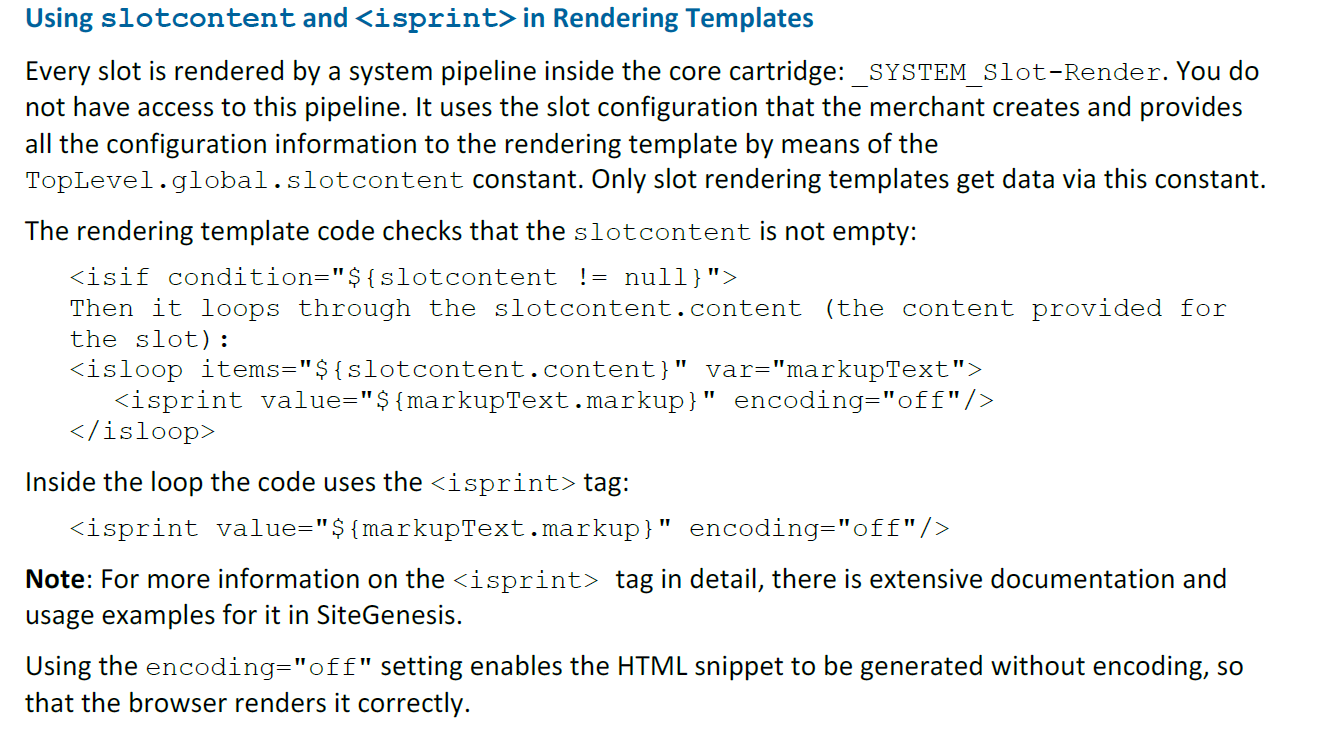 Using slotcontent and <isprint> in Rendering Templates
Every slot is rendered by a system pipeline inside the core cartridge: _SYSTEM_Slot-Render. You do
not have access to this pipeline. It uses the slot configuration that the merchant creates and provides
all the configuration information to the rendering template by means of the
TopLevel.global.slotcontent constant. Only slot rendering templates get data via this constant.
The rendering template code checks that the slotcontent is not empty:
<isif condition="${slotcontent != null}">
Then it loops through the slotcontent.content (the content provided for
the slot):
<isloop items="${slotcontent.content}" var="markupText">
<isprint value="${markupText.markup}" encoding="off"/>
</isloop>
Inside the loop the code uses the <isprint> tag:
<isprint value="${markupText.markup}" encoding="off"/>
Note: For more information on the <isprint> tag in detail, there is extensive documentation and
usage examples for it in SiteGenesis.
Using the encoding="off" setting enables the HTML snippet to be generated without encoding, so
that the browser renders it correctly.